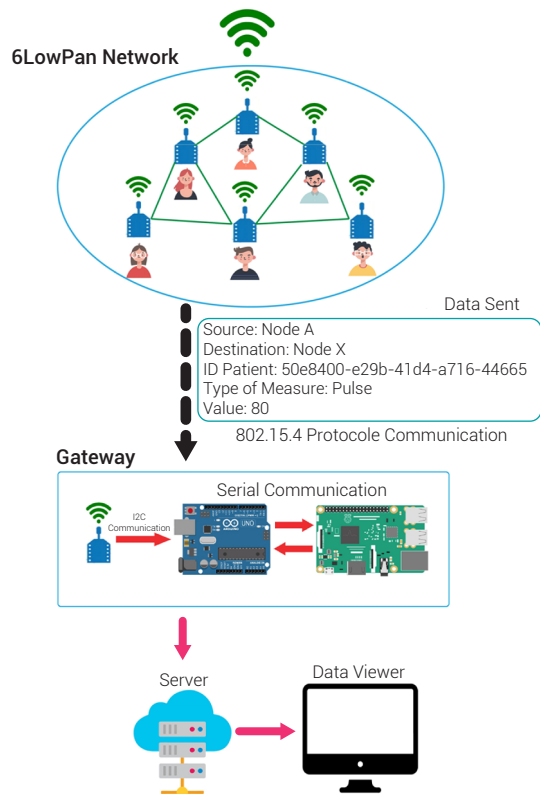 6LowPan Network
Data Sent
Source: Node A
Destination: Node X
ID Patient: 50e8400-e29b-41d4-a716-44665
Type of Measure: Pulse
Value: 80
802.15.4 Protocole Communication
Gateway
Serial Communication
I2C
Communication
UNO
Server
Data Viewer